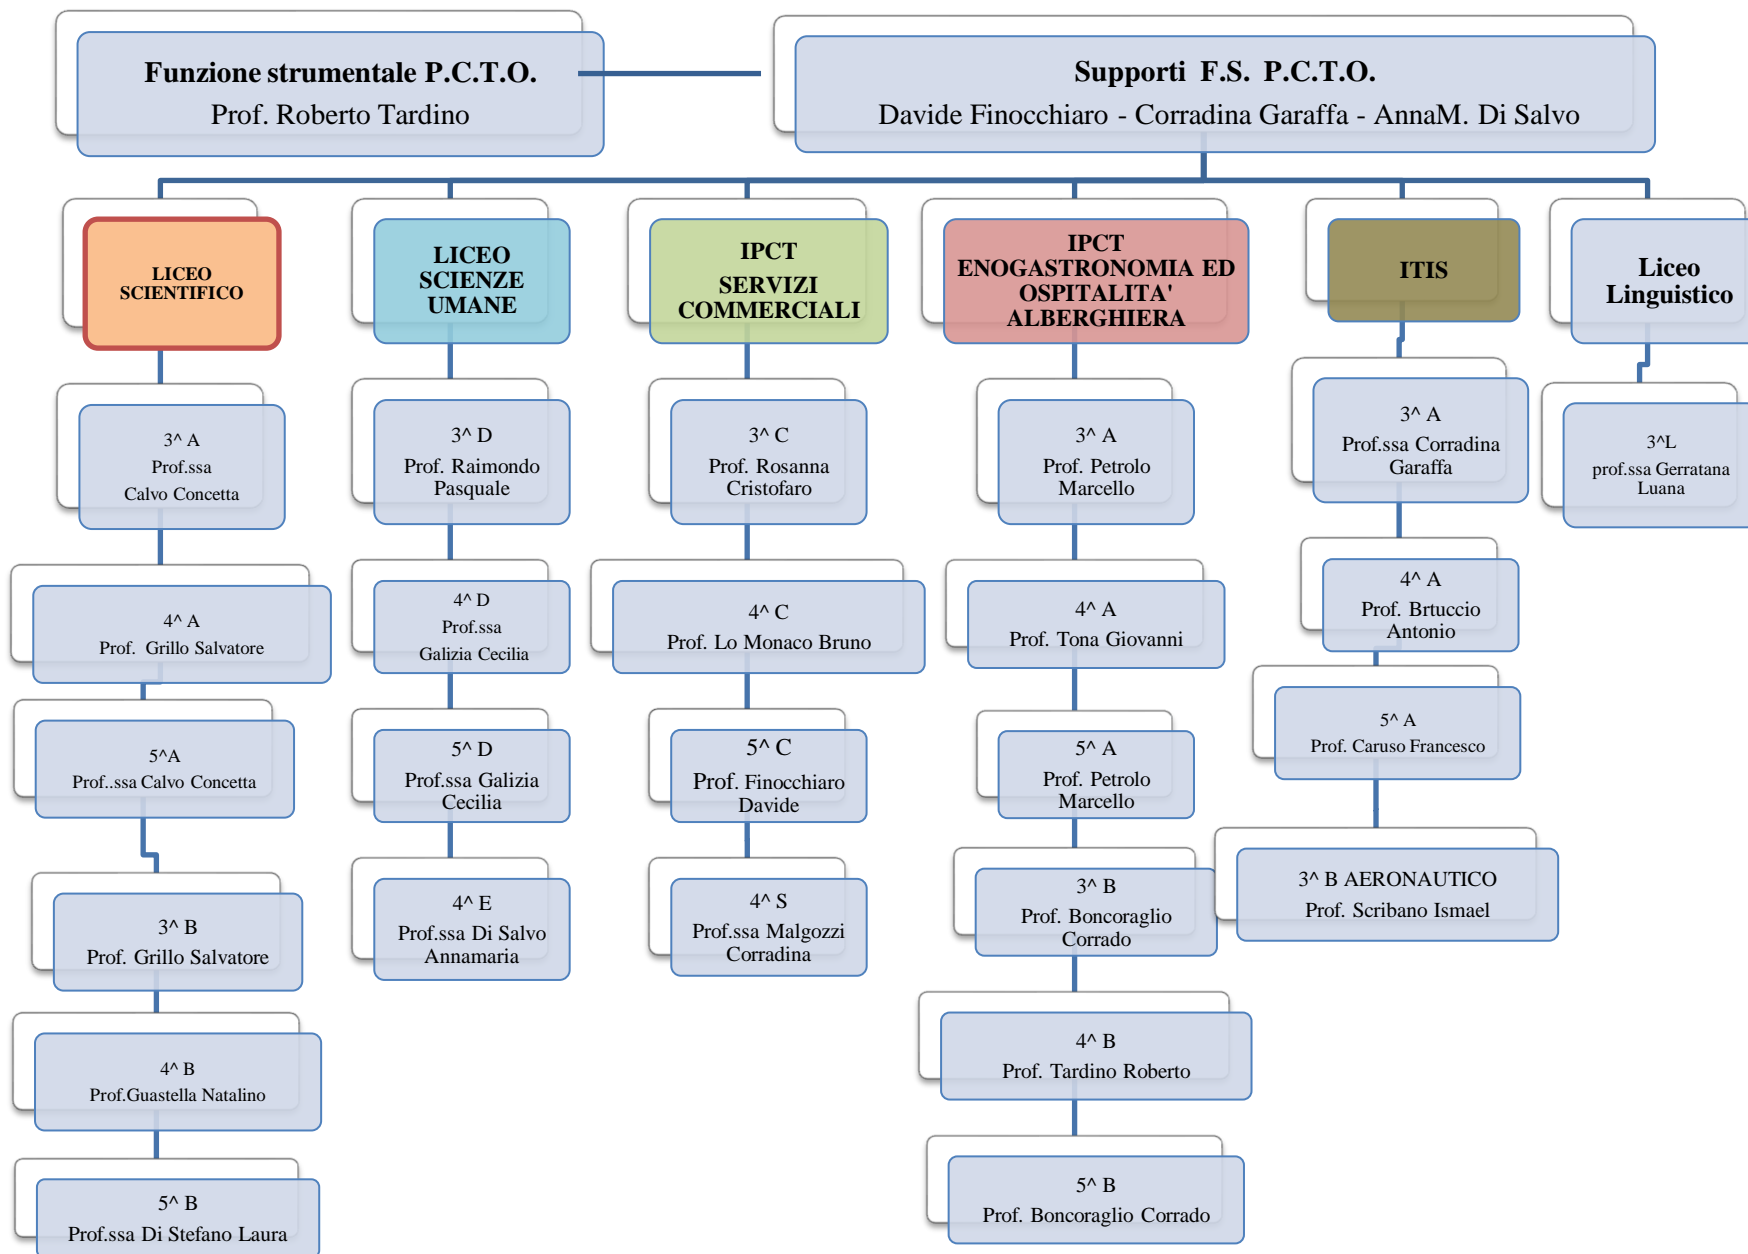 Funzione strumentale P.C.T.O.
Prof. Roberto Tardino
Supporti F.S. P.C.T.O.
Davide Finocchiaro - Corradina Garaffa - AnnaM. Di Salvo
LICEO
SCIENTIFICO
3^ A
Prof.ssa
Calvo Concetta
4^ A
Prof. Grillo Salvatore
5^A
Prof..ssa Calvo Concetta
3^ B
Prof. Grillo Salvatore
4^ B
Prof.Guastella Natalino
5^ B
Prof.ssa Di Stefano Laura
LICEO
SCIENZE
UMANE
3^ D
Prof. Raimondo
Pasquale
4^ D
Prof.ssa
Galizia Cecilia
5^ D
Prof.ssa Galizia
Cecilia
4^ E
Prof.ssa Di Salvo
Annamaria
IPCT
SERVIZI
COMMERCIALI
3^ C
Prof. Rosanna
Cristofaro
4^ C
Prof. Lo Monaco Bruno
5^ C
Prof. Finocchiaro
Davide
4^ S
Prof.ssa Malgozzi
Corradina
IPCT
ENOGASTRONOMIA ED
OSPITALITA'
ALBERGHIERA
3^ A
Prof. Petrolo
Marcello
4^ A
Prof. Tona Giovanni
5^ A
Prof. Petrolo
Marcello
3^ B
Prof. Boncoraglio
Corrado
4^ B
Prof. Tardino Roberto
5^ B
Prof. Boncoraglio Corrado
ITIS
3^ A
Prof.ssa Corradina
Garaffa
4^ A
Prof. Brtuccio
Antonio
5^ A
Prof. Caruso Francesco
3^ B AERONAUTICO
Prof. Scribano Ismael
Liceo
Linguistico
3^L
prof.ssa Gerratana
Luana